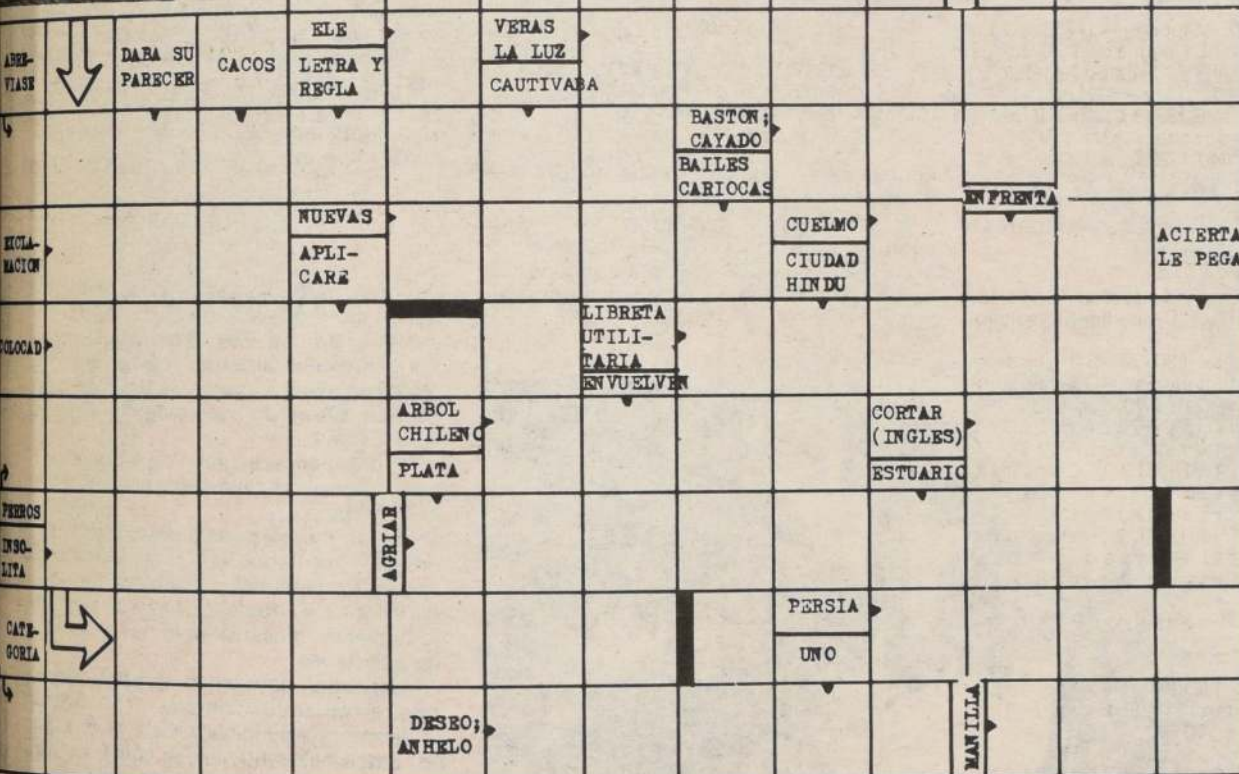 ABRE-
VIASE
DABA SU
PARECER
CACOS
ELE
LETRA Y
REGLA
VERAS
LA LUZ
CAUTIVABA
BASTON;
CAYADO
BAILES
CARIOCAS
ENFRENTA
EXCLA-
MACION
NUEVAS
APLI-
CARE
CUELMO
CIUDAD
HINDU
ACIERTA
LE PEGA
COLOCAD
LIBRETA
UTILI-
TARIA
ENVUELVEN
ARBOL
CHILENO
PLATA
CORTAR
(INGLES)
ESTUARIO
PERROS
INSO-
LITA
AGRIAR
CATE-
GORIA
PERSIA
UNO
DESEO;
ANHELO
MANILLA